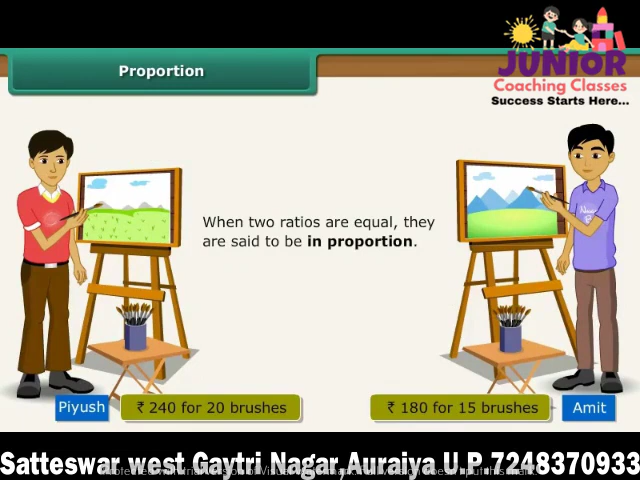 JUNIOR
Coaching Classes
Success Starts Here...
Proportion
When two ratios are equal, they
are said to be in proportion.
Piyush
₹ 240 for 20 brushes
₹ 180 for 15 brushes
Amit
Satteswar west Gaytri Nagar,Auraiya U.P.7248370933